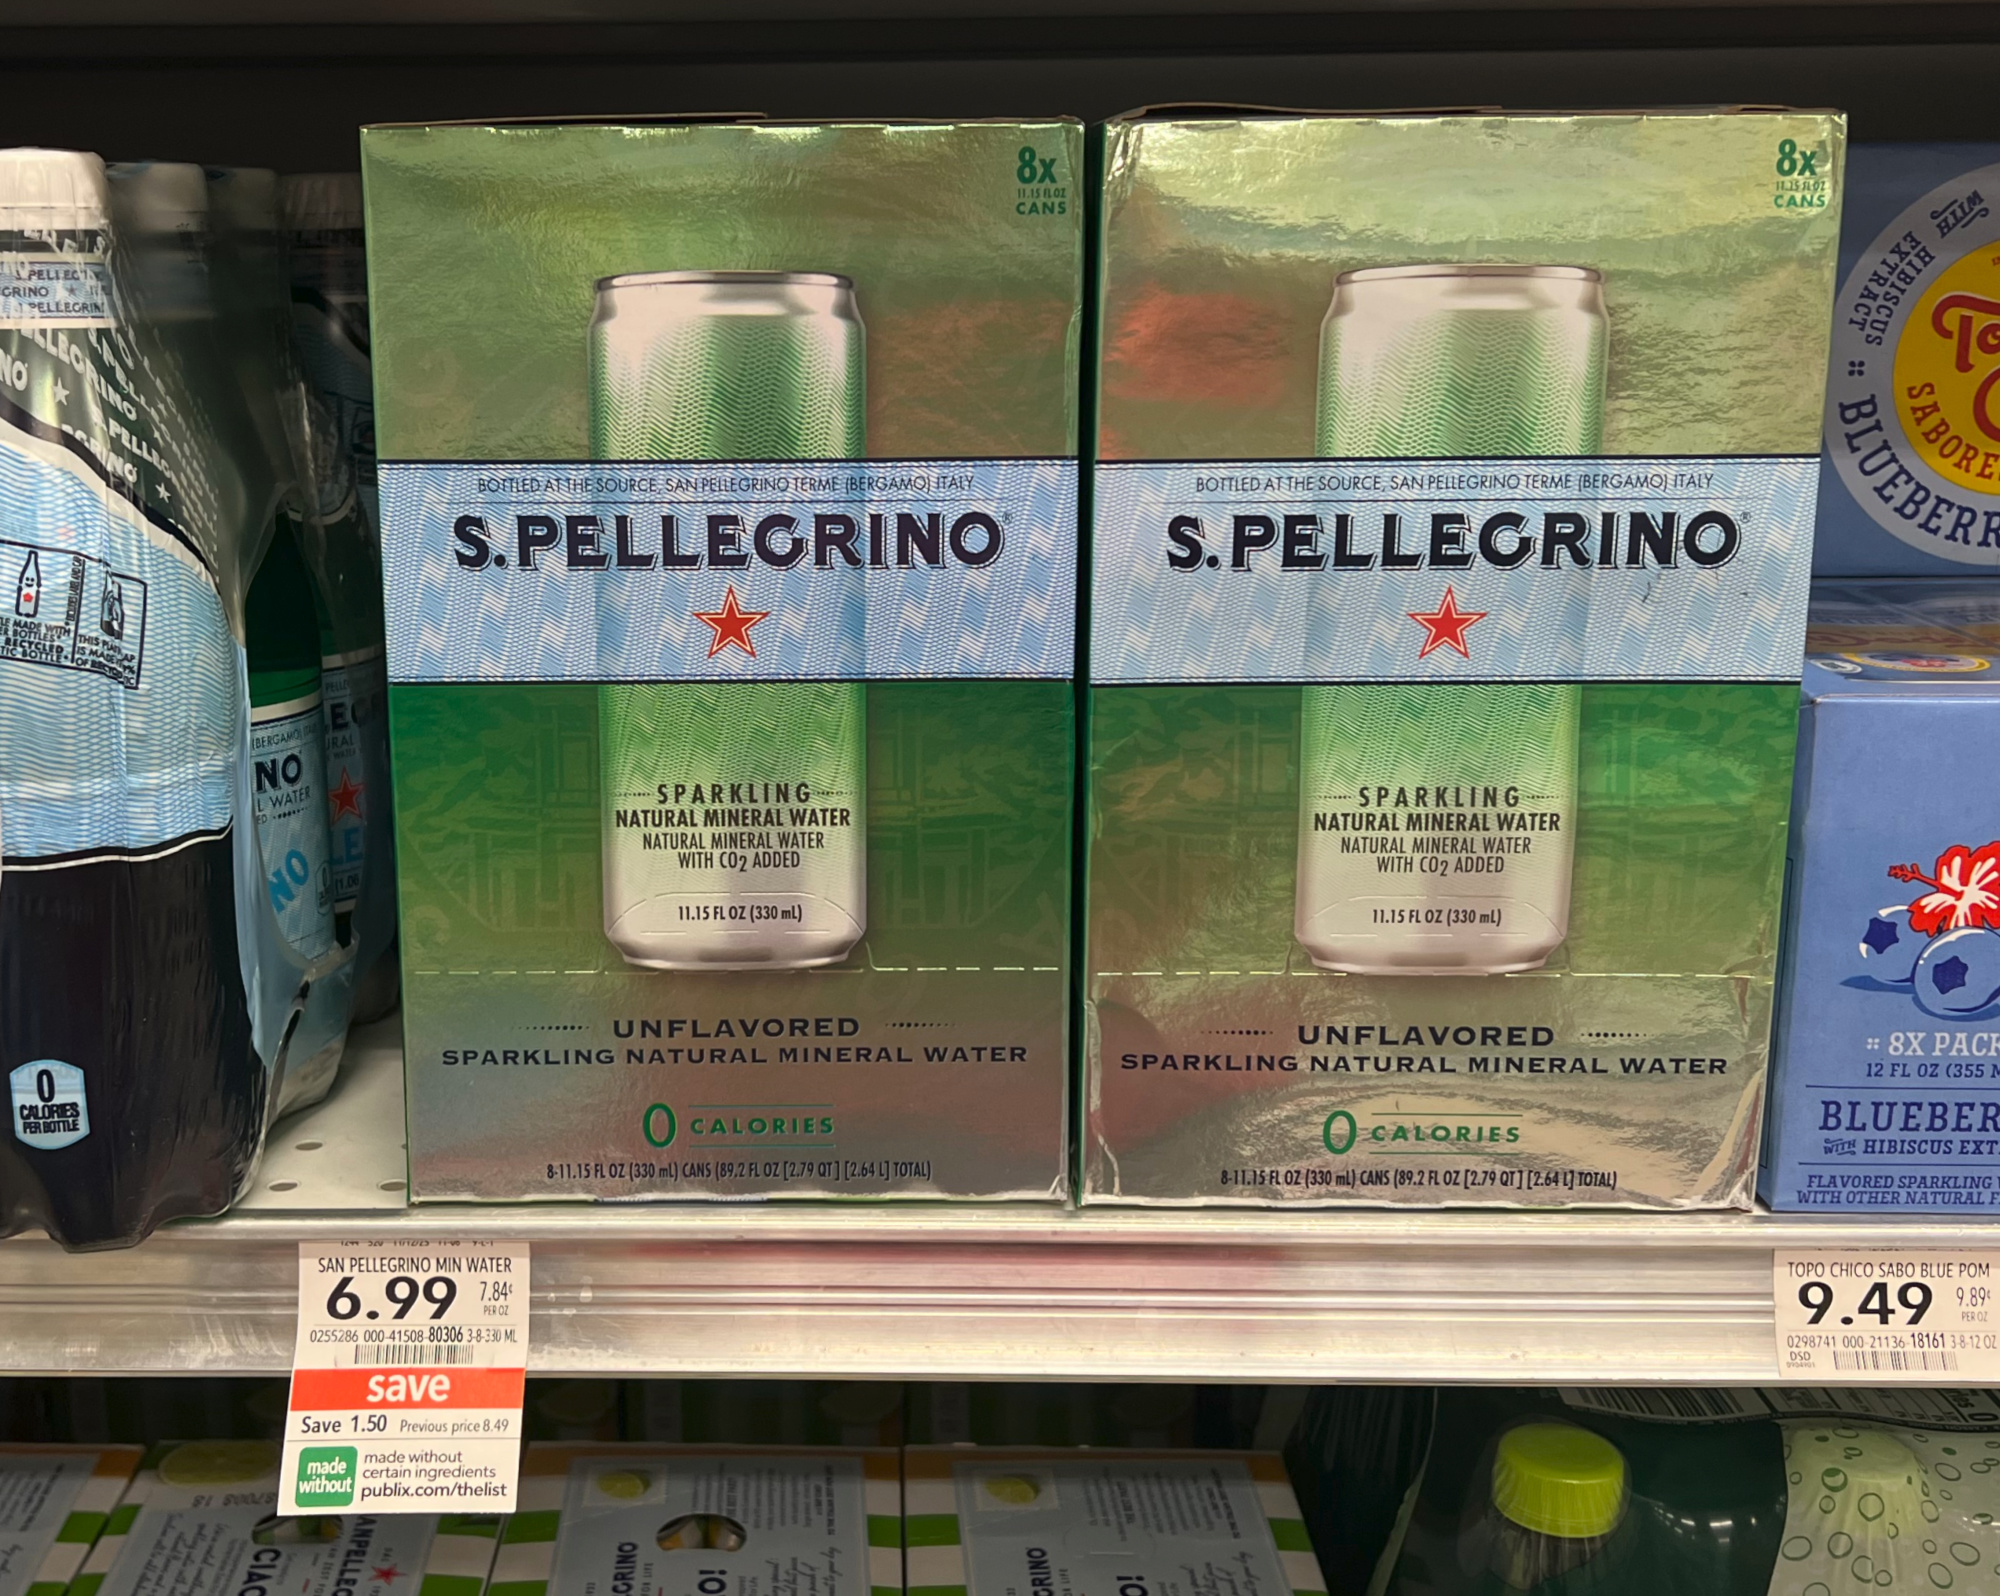 8x
11.15 FL OZ
CANS
BOTTLED AT THE SOURCE, SAN PELLEGRINO TERME (BERGAMO) ITALY
S.PELLEGRINO®
SPARKLING
NATURAL MINERAL WATER
NATURAL MINERAL WATER
WITH CO2 ADDED
11.15 FL OZ (330 mL)
UNFLAVORED
SPARKLING NATURAL MINERAL WATER
0 CALORIES
8-11.15 FL OZ (330 mL) CANS (89.2 FL OZ [2.79 QT] [2.64 L] TOTAL)
8x
11.15 FL OZ
CANS
BOTTLED AT THE SOURCE, SAN PELLEGRINO TERME (BERGAMO) ITALY
S.PELLEGRINO®
SPARKLING
NATURAL MINERAL WATER
NATURAL MINERAL WATER
WITH CO2 ADDED
11.15 FL OZ (330 mL)
UNFLAVORED
SPARKLING NATURAL MINERAL WATER
0 CALORIES
8-11.15 FL OZ (330 mL) CANS (89.2 FL OZ [2.79 QT] [2.64 L] TOTAL)
0
CALORIES
PER BOTTLE
WITH
HIBISCUS
EXTRACT
BLUEBERR
SABORE
8X PACK
12 FL OZ (355 M
BLUEBER
WITH HIBISCUS EXT
FLAVORED SPARKLING
WITH OTHER NATURAL F
SAN PELLEGRINO MIN WATER
6.99 7.84¢
PER OZ
0255286 000-41508-80306 3-8-330 ML
save
Save 1.50 Previous price 8.49
made
without
made without
certain ingredients
publix.com/thelist
TOPO CHICO SABO BLUE POM
9.49 9.89¢
PER OZ
0298741 000-21136-18161 3-8-12 OZ
DSD